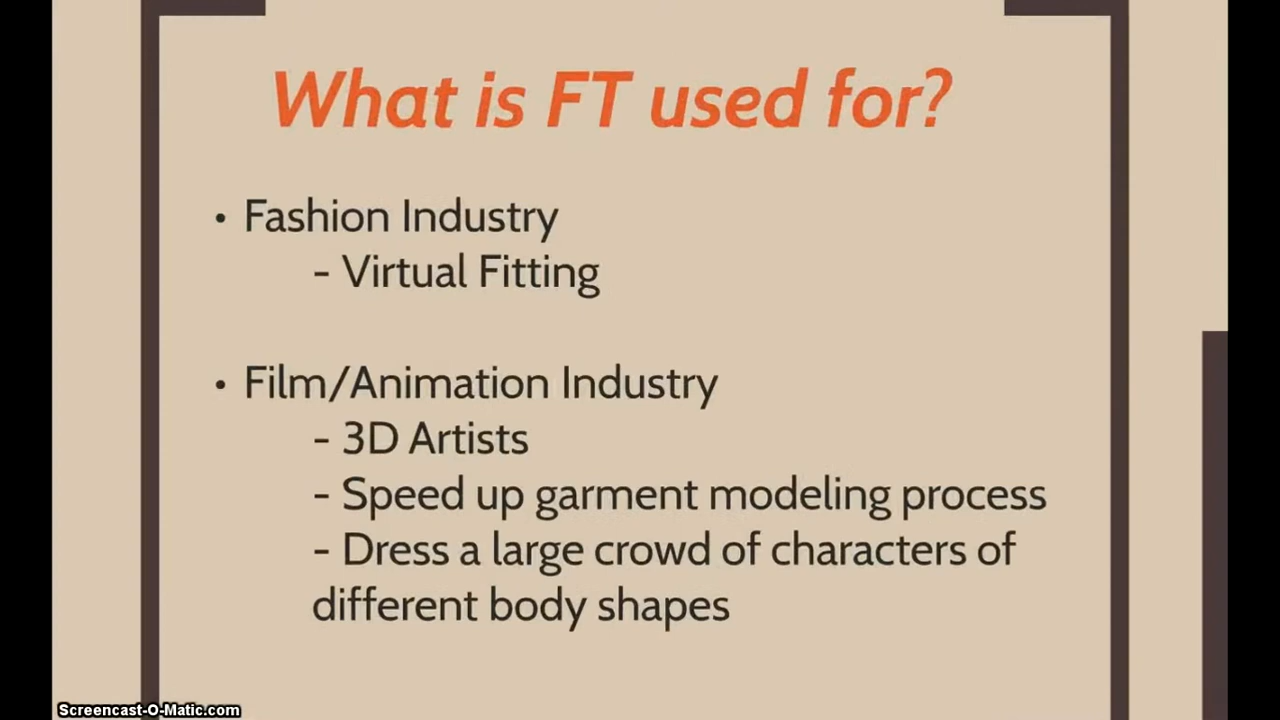 What is FT used for?
• Fashion Industry
- Virtual Fitting
• Film/Animation Industry
- 3D Artists
- Speed up garment modeling process
- Dress a large crowd of characters of
different body shapes
Screencast-O-Matic.com